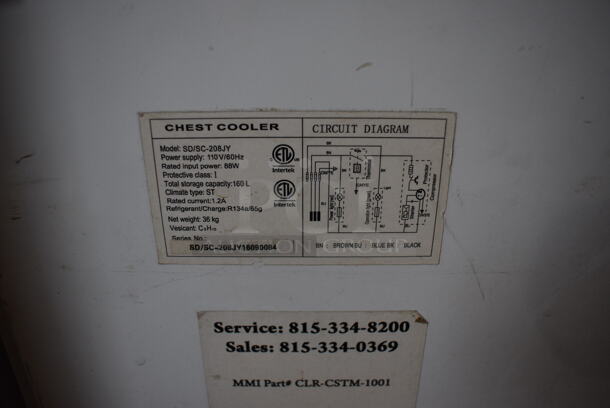 CHEST COOLER
Model: SD/SC-208JY
Power supply: 110V/60Hz
Rated input power: 88W
Protective class: I
Total storage capacity: 160 L
Climate type: ST
Rated current: 1.2A
Refrigerant/Charge: R134a/65g
Net weight: 36 kg
Vesicant: C₅H₁₀
Series No.:
SD/SC-208JY16090084
ETL
Intertek
ETL
Intertek
CIRCUIT DIAGRAM
BN BROWN BU BLUE BK BLACK
Service: 815-334-8200
Sales: 815-334-0369
MMI Part# CLR-CSTM-1001